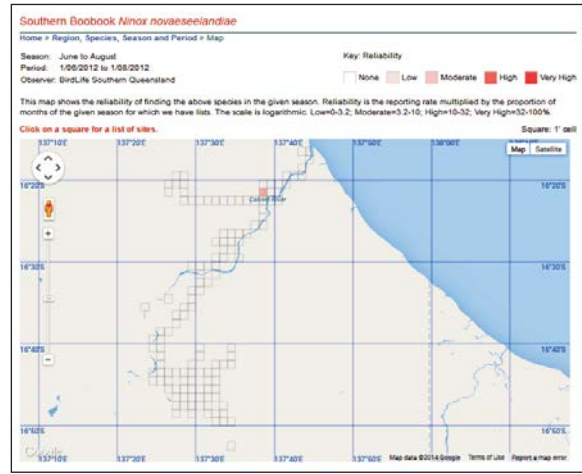 Southern Boobook Ninox novaeseelandiae
Home » Region, Species, Season and Period » Map
Season: June to August
Period: 1/06/2012 to 1/08/2012
Observer: BirdLife Southern Queensland
Key: Reliability
None Low Moderate High Very High
This map shows the reliability of finding the above species in the given season. Reliability is the reporting rate multiplied by the proportion of
months of the given season for which we have lists. The scale is logarithmic. Low=0-3.2; Moderate=3.2-10; High=10-32; Very High=32-100%.
Click on a square for a list of sites.
Square: 1' cell
137°10'E 137°20'E 137°30'E 137°40'E 137°50'E 138°00'E
Map Satellite
16°20'S 16°20'S
Calvert River
16°30'S 16°30'S
16°40'S 16°40'S
16°50'S 16°50'S
Google
137°10'E 137°20'E 137°30'E 137°40'E 137°50'E
Map data ©2014 Google Terms of Use Report a map error